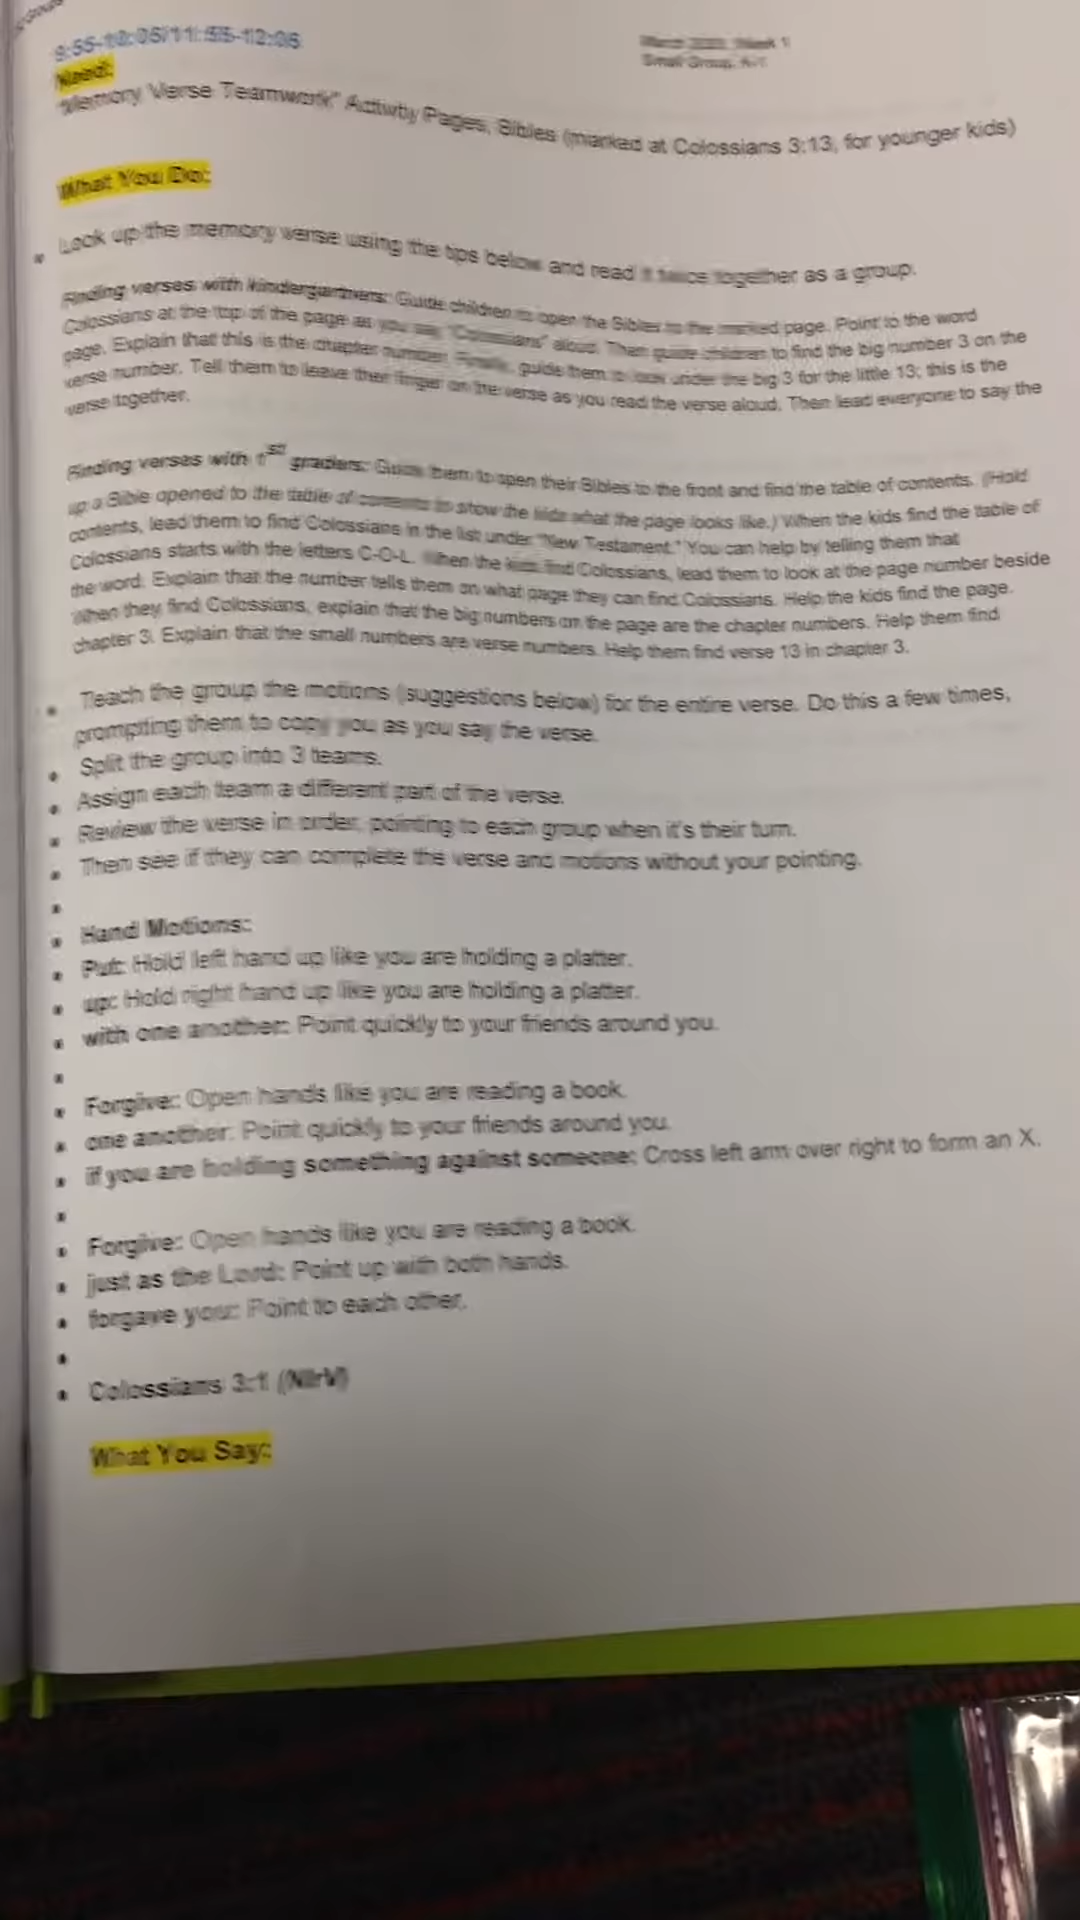 9:55-10:05/11:55-12:05
Week 1
Small Group, K-1
Need:
"Memory Verse Teamwork" Activity Pages, Bibles (marked at Colossians 3:13, for younger kids)
What You Do:
Look up the memory verse using the tips below and read it twice together as a group.
Finding verses with kindergartners: Guide children to open the Bibles to the marked page. Point to the word
Colossians at the top of the page as you say "Colossians" aloud. Then guide children to find the big number 3 on the
page. Explain that this is the chapter number. Finally, guide them to look under the big 3 for the little 13; this is the
verse number. Tell them to leave their finger on the verse as you read the verse aloud. Then lead everyone to say the
verse together.
Finding verses with 1st graders: Guide them to open their Bibles to the front and find the table of contents. (Hold
up a Bible opened to the table of contents to show the kids what the page looks like.) When the kids find the table of
contents, lead them to find Colossians in the list under "New Testament." You can help by telling them that
Colossians starts with the letters C-O-L. When the kids find Colossians, lead them to look at the page number beside
the word. Explain that the number tells them on what page they can find Colossians. Help the kids find the page.
When they find Colossians, explain that the big numbers on the page are the chapter numbers. Help them find
chapter 3. Explain that the small numbers are verse numbers. Help them find verse 13 in chapter 3.
Teach the group the motions (suggestions below) for the entire verse. Do this a few times,
prompting them to copy you as you say the verse.
Split the group into 3 teams.
Assign each team a different part of the verse.
Review the verse in order, pointing to each group when it's their turn.
Then see if they can complete the verse and motions without your pointing.
Hand Motions:
Put: Hold left hand up like you are holding a platter.
up: Hold right hand up like you are holding a platter.
with one another: Point quickly to your friends around you.
Forgive: Open hands like you are reading a book.
one another: Point quickly to your friends around you.
if you are holding something against someone: Cross left arm over right to form an X.
Forgive: Open hands like you are reading a book.
just as the Lord: Point up with both hands.
forgave you: Point to each other.
Colossians 3:1 (NIrV)
What You Say: